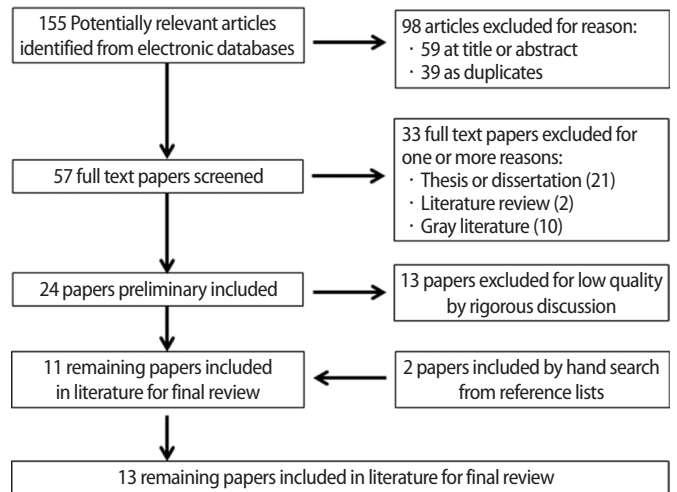 155 Potentially relevant articles
identified from electronic databases
98 articles excluded for reason:
· 59 at title or abstract
· 39 as duplicates
57 full text papers screened
33 full text papers excluded for
one or more reasons:
· Thesis or dissertation (21)
· Literature review (2)
· Gray literature (10)
24 papers preliminary included
13 papers excluded for low quality
by rigorous discussion
11 remaining papers included
in literature for final review
2 papers included by hand search
from reference lists
13 remaining papers included in literature for final review